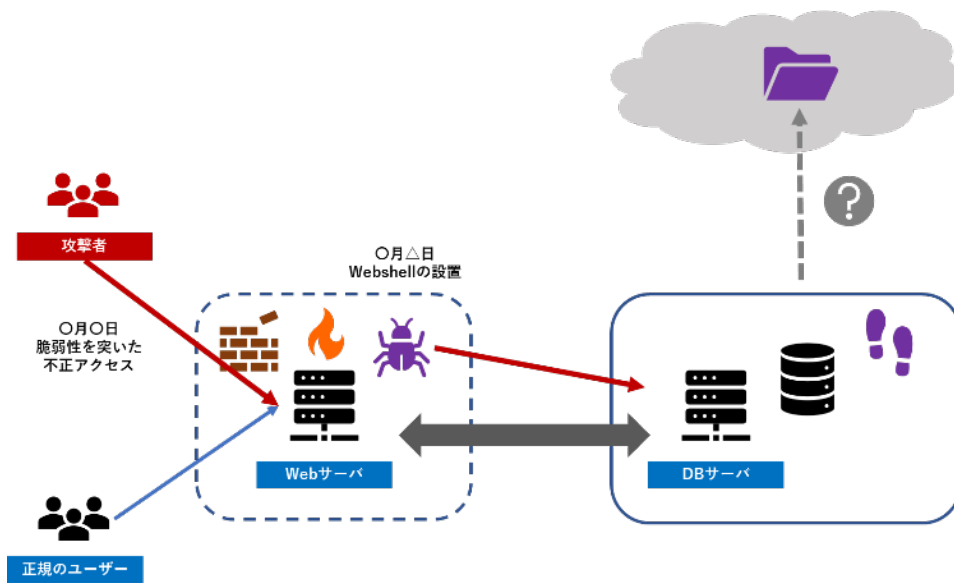 攻撃者
〇月△日
Webshellの設置
〇月〇日
脆弱性を突いた
不正アクセス
?
Webサーバ
DBサーバ
正規のユーザー